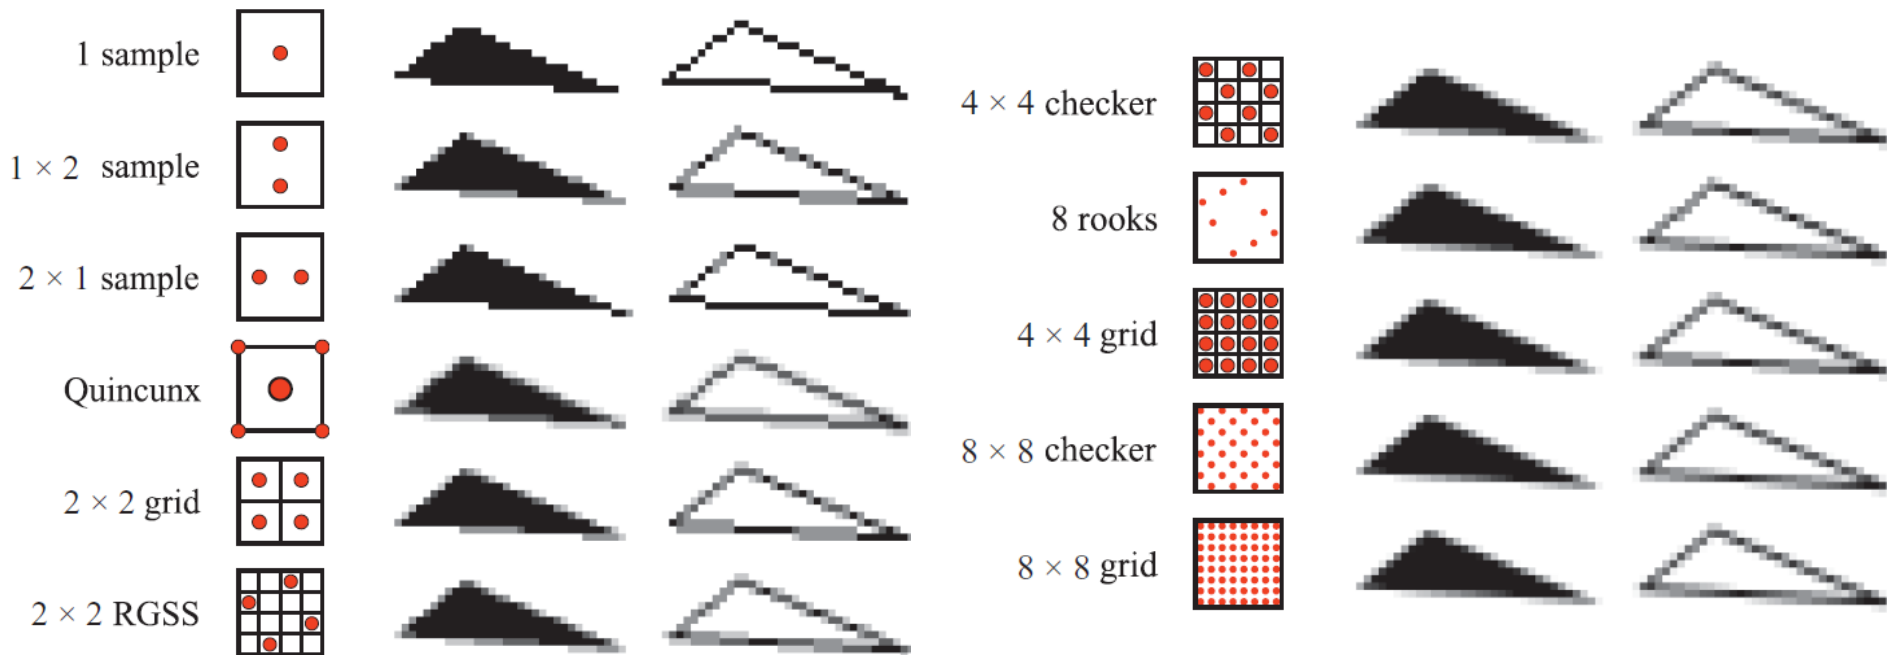 1 sample
1 × 2 sample
2 × 1 sample
Quincunx
2 × 2 grid
2 × 2 RGSS
4 × 4 checker
8 rooks
4 × 4 grid
8 × 8 checker
8 × 8 grid